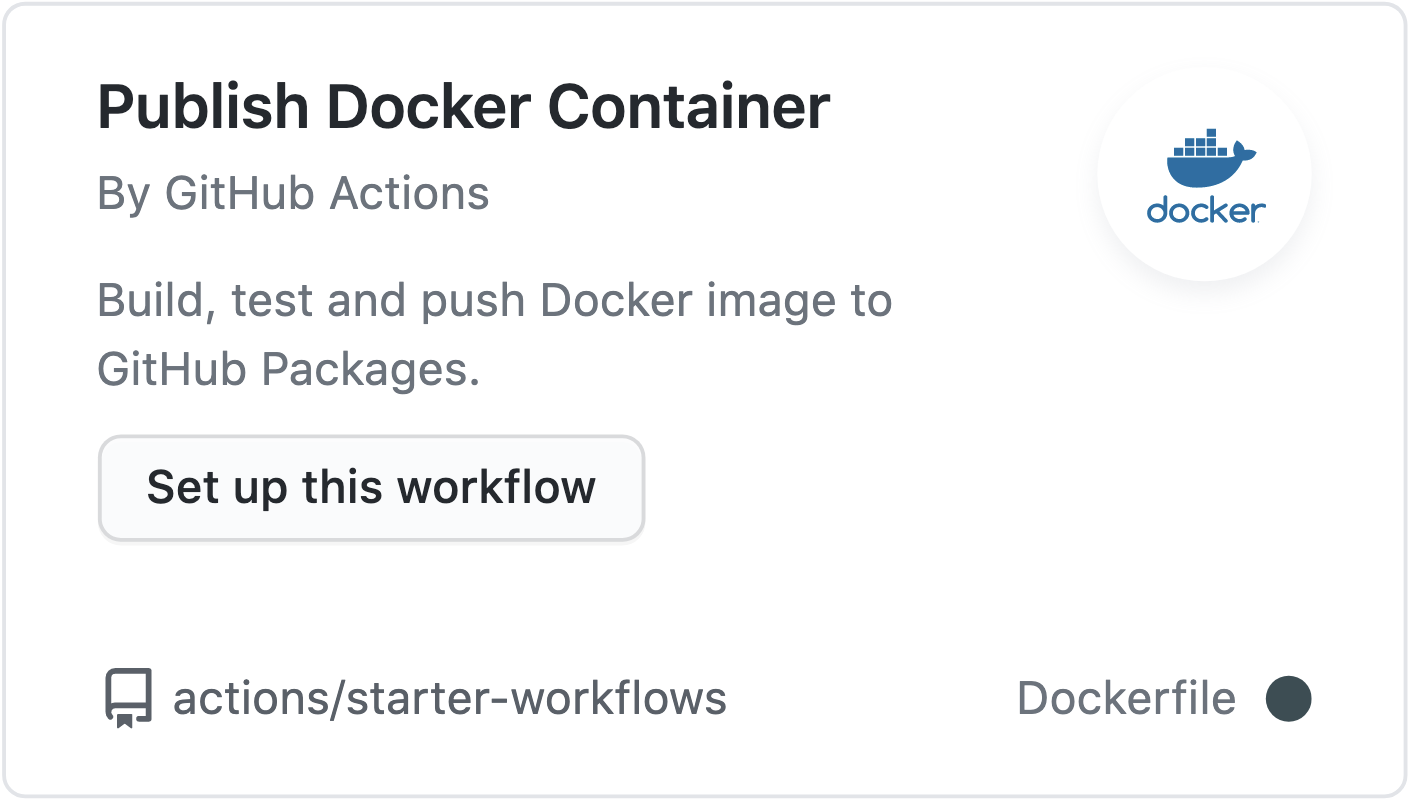 Publish Docker Container
By GitHub Actions
docker
Build, test and push Docker image to
GitHub Packages.
Set up this workflow
actions/starter-workflows
Dockerfile